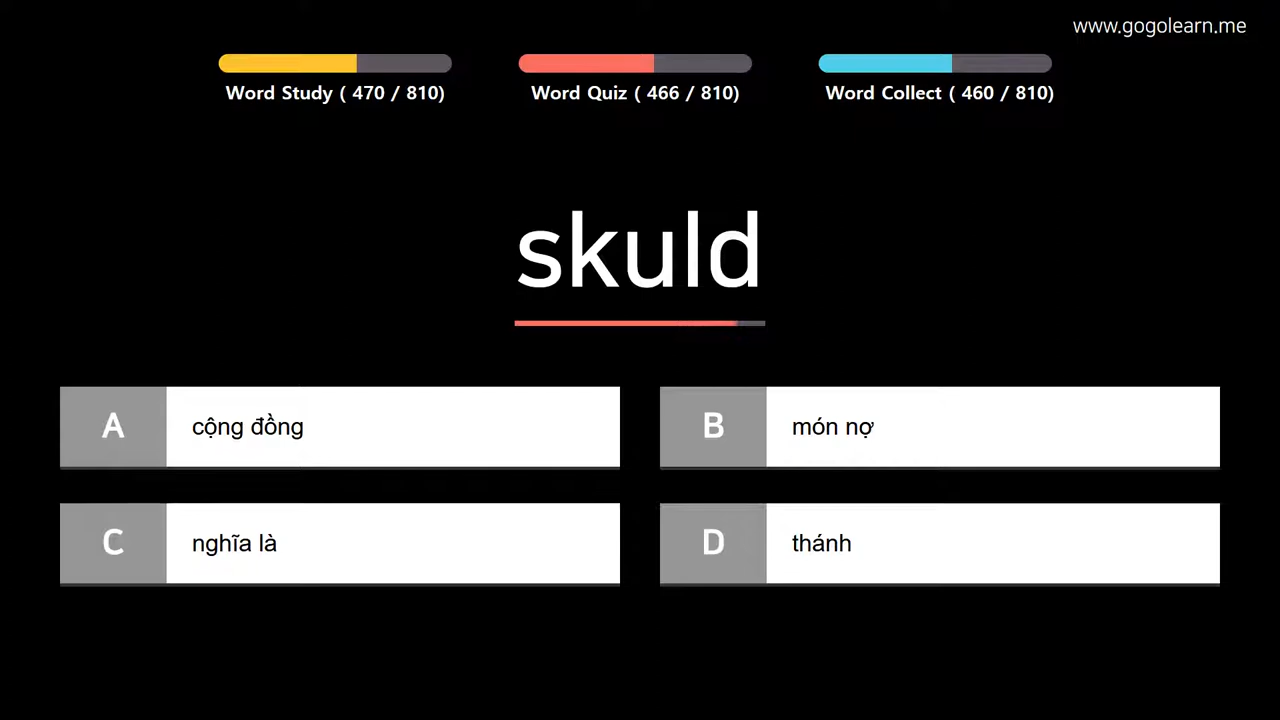 www.gogolearn.me
Word Study ( 470 / 810)
Word Quiz ( 466 / 810)
Word Collect ( 460 / 810)
skuld
A cộng đồng
B món nợ
C nghĩa là
D thánh